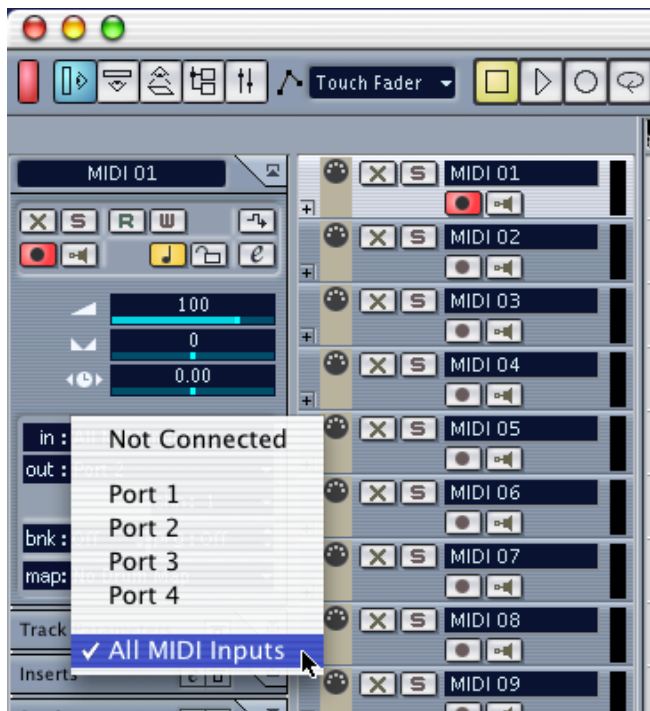 Touch Fader
MIDI 01
X S R W
e
100
0
0.00
in :
out :
bnk :
map:
Track
Inserts
Not Connected
Port 1
Port 2
Port 3
Port 4
✓ All MIDI Inputs
X S MIDI 01
X S MIDI 02
X S MIDI 03
X S MIDI 04
X S MIDI 05
X S MIDI 06
X S MIDI 07
X S MIDI 08
X S MIDI 09